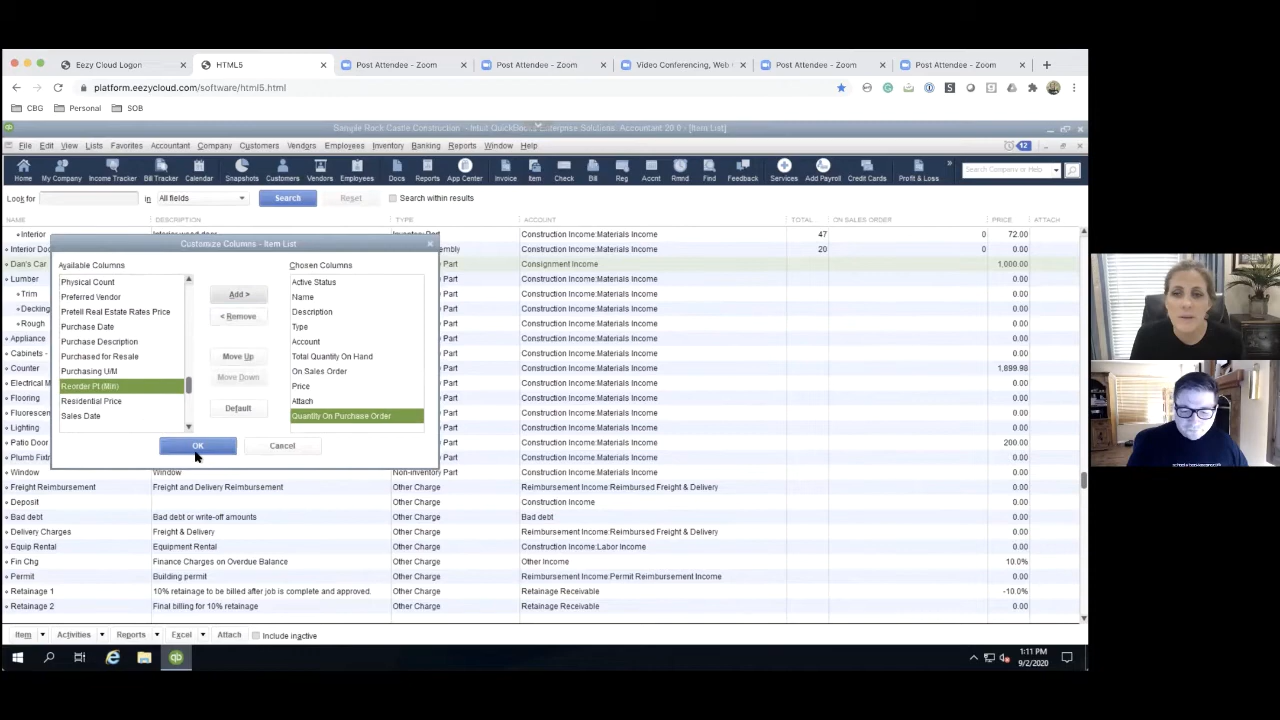 Eezy Cloud Logon
HTML5
Post Attendee - Zoom
Post Attendee - Zoom
Video Conferencing, Web
Post Attendee - Zoom
Post Attendee - Zoom
platform.eezycloud.com/software/html5.html
CBG
Personal
SOB
Sample Rock Castle Construction - Intuit QuickBooks Enterprise Solutions: Accountant 20.0 - [Item List]
File Edit View Lists Favorites Accountant Company Customers Vendors Employees Inventory Banking Reports Window Help
12
Home My Company Income Tracker Bill Tracker Calendar Snapshots Customers Vendors Employees Docs Reports App Center Invoice Item Check Bill Reg Accnt Rmnd Find Feedback Services Add Payroll Credit Cards Profit & Loss
Search Company or Help
Look for in All fields Search Reset Search within results
NAME DESCRIPTION TYPE ACCOUNT TOTAL ON SALES ORDER PRICE ATTACH
Interior Interior wood door Inventory Part Construction Income:Materials Income 47 0 72.00
Interior Doo Assembly Construction Income:Materials Income 20 0 0.00
Dan's Car Part Consignment Income 1,000.00
Lumber Part Construction Income:Materials Income 0.00
Trim Part Construction Income:Materials Income 0.00
Decking Part Construction Income:Materials Income 0.00
Rough Part Construction Income:Materials Income 0.00
Appliance Part Construction Income:Materials Income 0.00
Cabinets - Part Construction Income:Materials Income 0.00
Counter Part Construction Income:Materials Income 1,899.98
Electrical M Part Construction Income:Materials Income 0.00
Flooring Part Construction Income:Materials Income 0.00
Fluorescen Part Construction Income:Materials Income 0.00
Lighting Part Construction Income:Materials Income 0.00
Patio Door Part Construction Income:Materials Income 200.00
Plumb Fixtu Part Construction Income:Materials Income 0.00
Window Window Non-inventory Part Construction Income:Materials Income 0.00
Freight Reimbursement Freight and Delivery Reimbursement Other Charge Reimbursement Income:Reimbursed Freight & Delivery 0.00
Deposit Other Charge Construction Income 0.00
Bad debt Bad debt or write-off amounts Other Charge Bad debt 0.00
Delivery Charges Freight & Delivery Other Charge Reimbursement Income:Reimbursed Freight & Delivery 0.00
Equip Rental Equipment Rental Other Charge Construction Income:Labor Income 0.00
Fin Chg Finance Charges on Overdue Balance Other Charge Other Income 10.0%
Permit Building permit Other Charge Reimbursement Income:Permit Reimbursement Income 0.00
Retainage 1 10% retainage to be billed after job is complete and approved. Other Charge Retainage Receivable -10.0%
Retainage 2 Final billing for 10% retainage Other Charge Retainage Receivable 0.00
Customize Columns - Item List
Available Columns
Physical Count
Preferred Vendor
Pretell Real Estate Rates Price
Purchase Date
Purchase Description
Purchased for Resale
Purchasing U/M
Reorder Pt (Min)
Residential Price
Sales Date
Add >
< Remove
Move Up
Move Down
Default
Chosen Columns
Active Status
Name
Description
Type
Account
Total Quantity On Hand
On Sales Order
Price
Attach
Quantity On Purchase Order
OK
Cancel
Item Activities Reports Excel Attach Include inactive
1:11 PM
9/2/2020